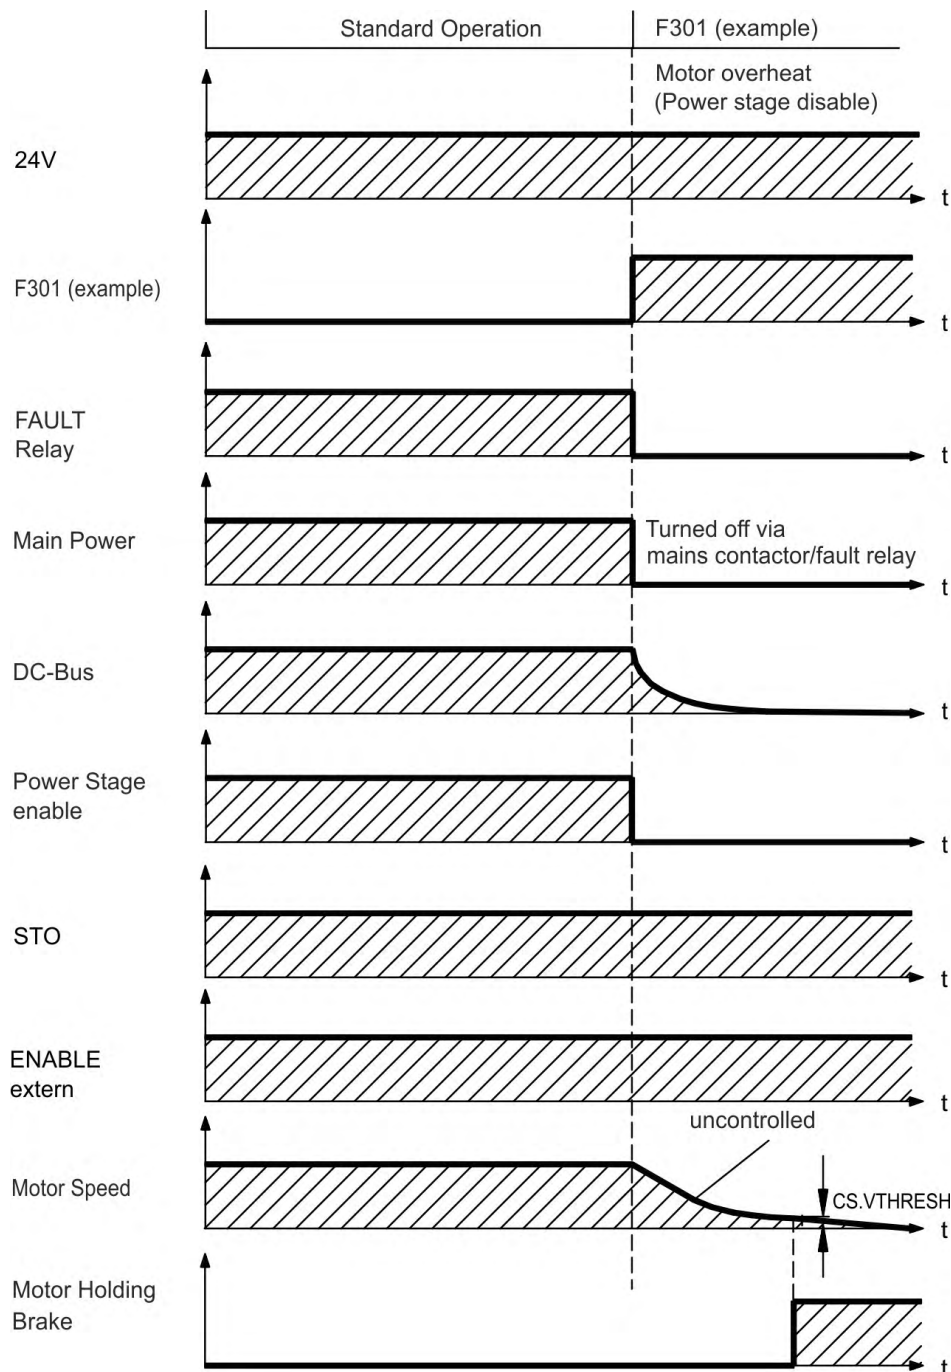 Standard Operation
F301 (example)
Motor overheat
(Power stage disable)
24V
t
F301 (example)
t
FAULT
Relay
t
Main Power
Turned off via
mains contactor/fault relay
t
DC-Bus
t
Power Stage
enable
t
STO
t
ENABLE
extern
t
uncontrolled
Motor Speed
CS.VTHRESH
t
Motor Holding
Brake
t